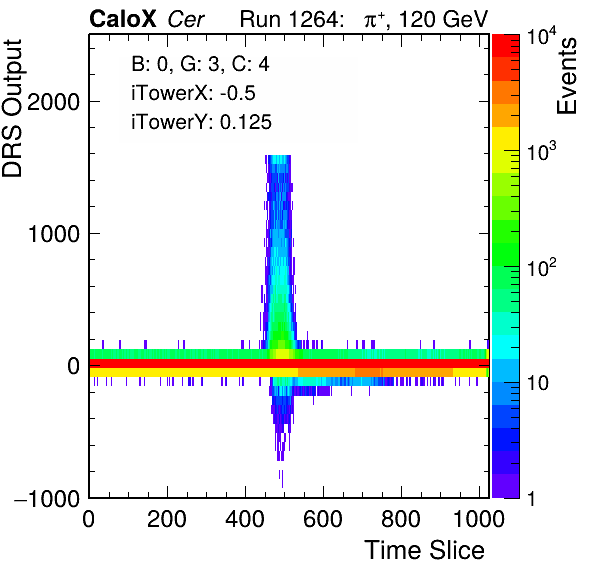 CaloX Cer Run 1264: π⁺, 120 GeV
B: 0, G: 3, C: 4
iTowerX: -0.5
iTowerY: 0.125
DRS Output
2000
1000
0
−1000
0 200 400 600 800 1000
Time Slice
Events
10⁴
10³
10²
10
1